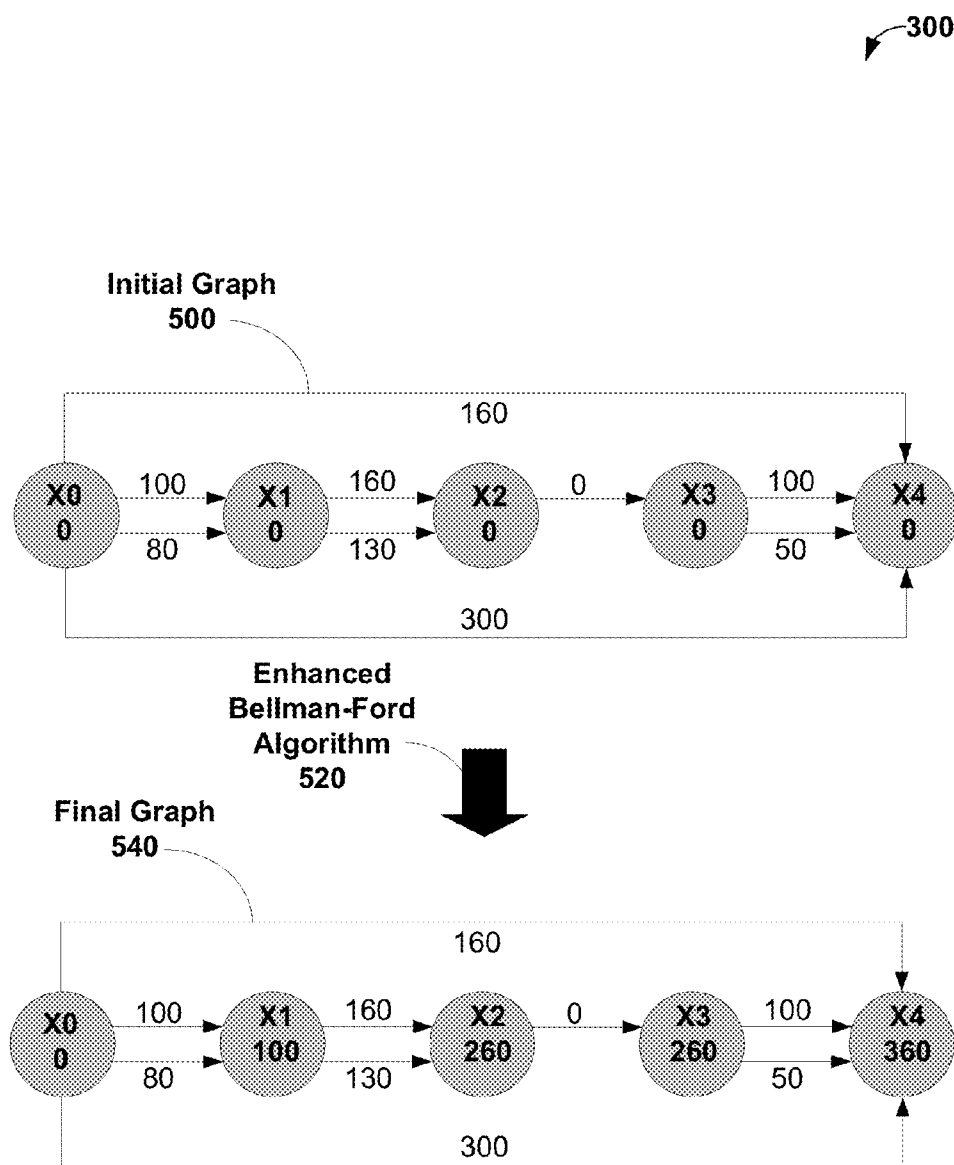 300
Initial Graph
500
160
X0 100 X1 160 X2 0 X3 100 X4
0 80 0 130 0 0 50 0
300
Enhanced
Bellman-Ford
Algorithm
520
Final Graph
540
160
X0 100 X1 160 X2 0 X3 100 X4
0 80 100 130 260 260 50 360
300